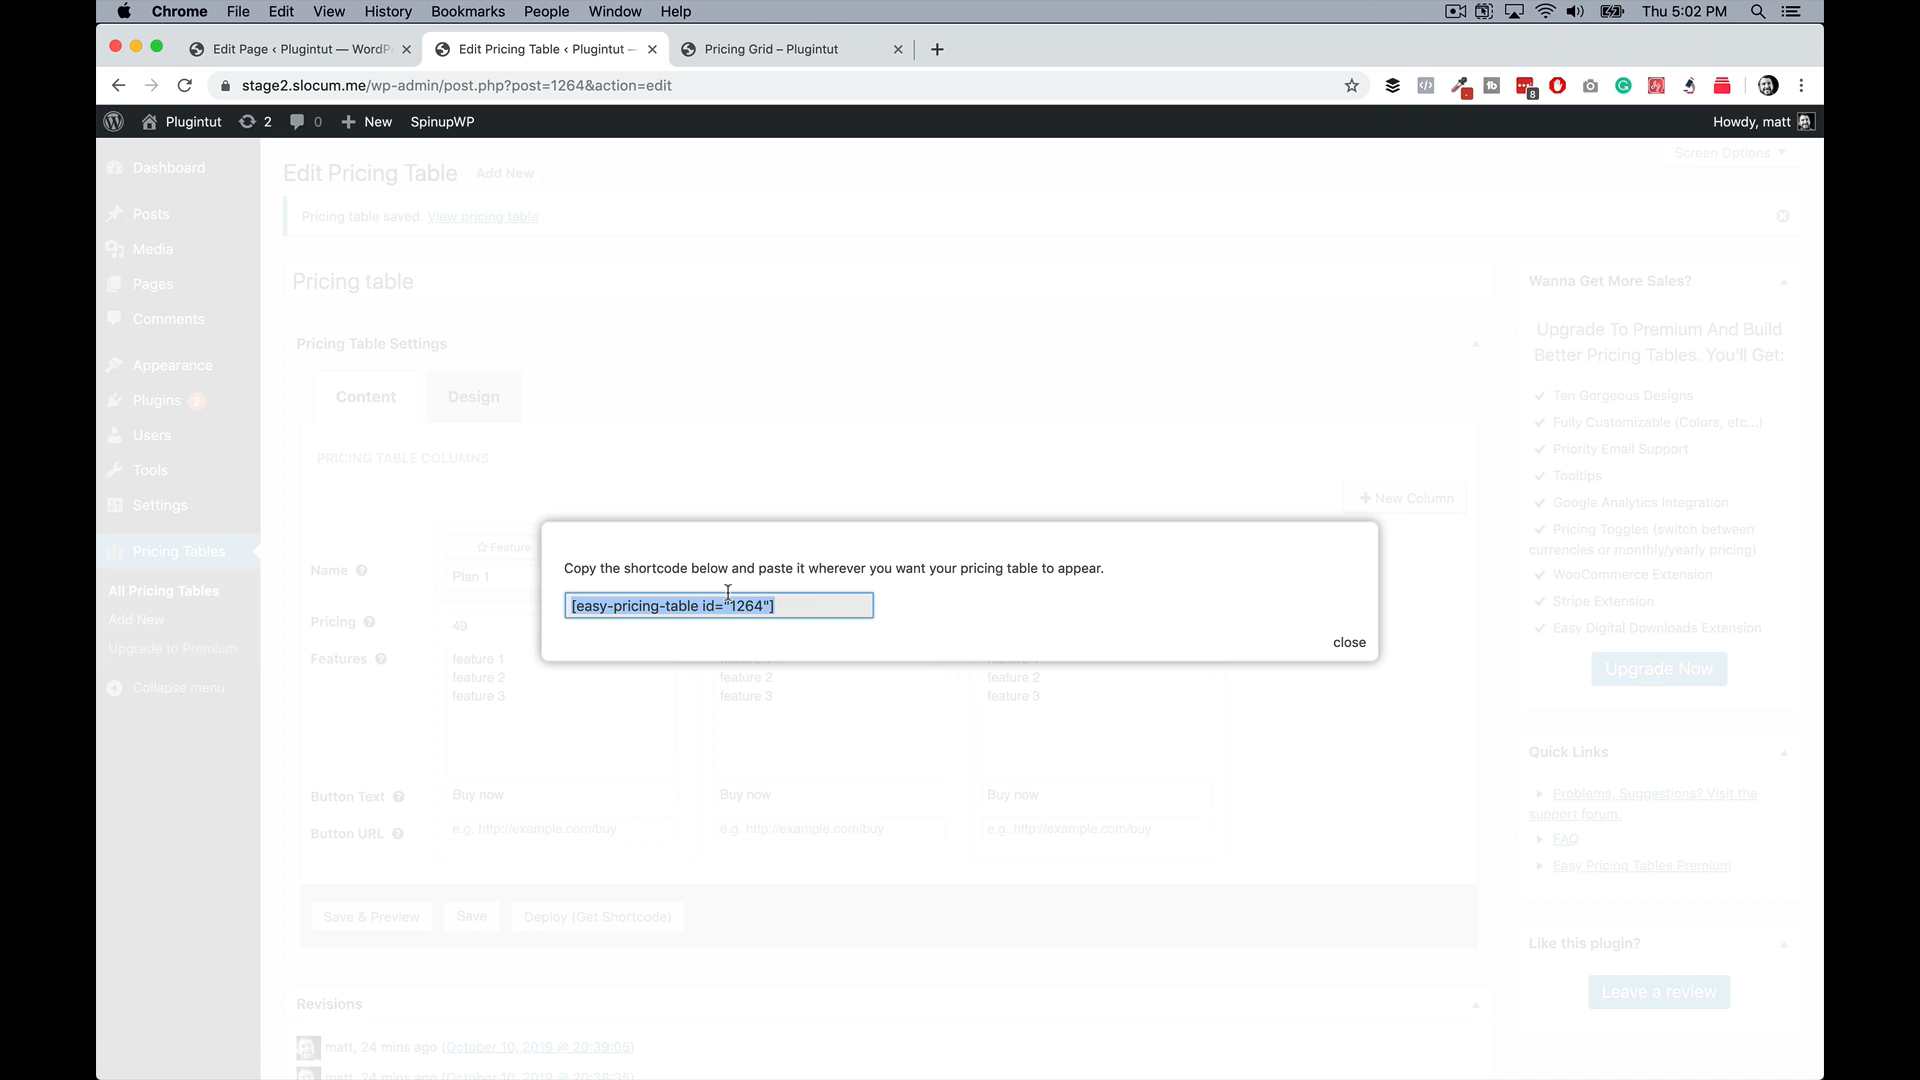 Chrome File Edit View History Bookmarks People Window Help Thu 5:02 PM
Edit Page ‹ Plugintut — WordP Edit Pricing Table ‹ Plugintut — Pricing Grid – Plugintut
stage2.slocum.me/wp-admin/post.php?post=1264&action=edit
Plugintut 2 0 New SpinupWP Howdy, matt
Screen Options
Dashboard
Posts
Media
Pages
Comments
Appearance
Plugins 2
Users
Tools
Settings
Pricing Tables
All Pricing Tables
Add New
Upgrade to Premium
Collapse menu
Edit Pricing Table Add New
Pricing table saved. View pricing table
Pricing table
Pricing Table Settings
Content Design
PRICING TABLE COLUMNS
New Column
Feature
Name Plan 1
Pricing 49
Copy the shortcode below and paste it wherever you want your pricing table to appear.
[easy-pricing-table id="1264"]
close
Features feature 1
feature 2 feature 2 feature 2
feature 3 feature 3 feature 3
Button Text Buy now Buy now Buy now
Button URL e.g. http://example.com/buy e.g. http://example.com/buy e.g. http://example.com/buy
Save & Preview Save Deploy (Get Shortcode)
Revisions
matt, 24 mins ago (October 10, 2019 @ 20:39:05)
matt, 24 mins ago (October 10, 2019 @ 20:38:35)
Wanna Get More Sales?
Upgrade To Premium And Build
Better Pricing Tables. You'll Get:
Ten Gorgeous Designs
Fully Customizable (Colors, etc...)
Priority Email Support
Tooltips
Google Analytics Integration
Pricing Toggles (switch between
currencies or monthly/yearly pricing)
WooCommerce Extension
Stripe Extension
Easy Digital Downloads Extension
Upgrade Now
Quick Links
Problems, Suggestions? Visit the
support forum.
FAQ
Easy Pricing Tables Premium
Like this plugin?
Leave a review